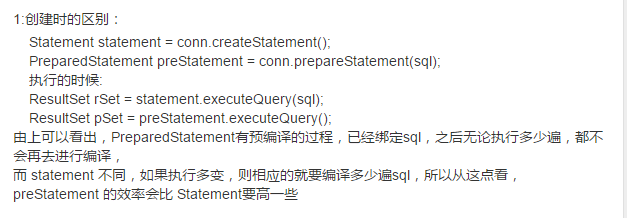 1:创建时的区别：
Statement statement = conn.createStatement();
PreparedStatement preStatement = conn.prepareStatement(sql);
执行的时候:
ResultSet rSet = statement.executeQuery(sql);
ResultSet pSet = preStatement.executeQuery();
由上可以看出，PreparedStatement有预编译的过程，已经绑定sql，之后无论执行多少遍，都不
会再去进行编译，
而 statement 不同，如果执行多变，则相应的就要编译多少遍sql，所以从这点看，
preStatement 的效率会比 Statement要高一些